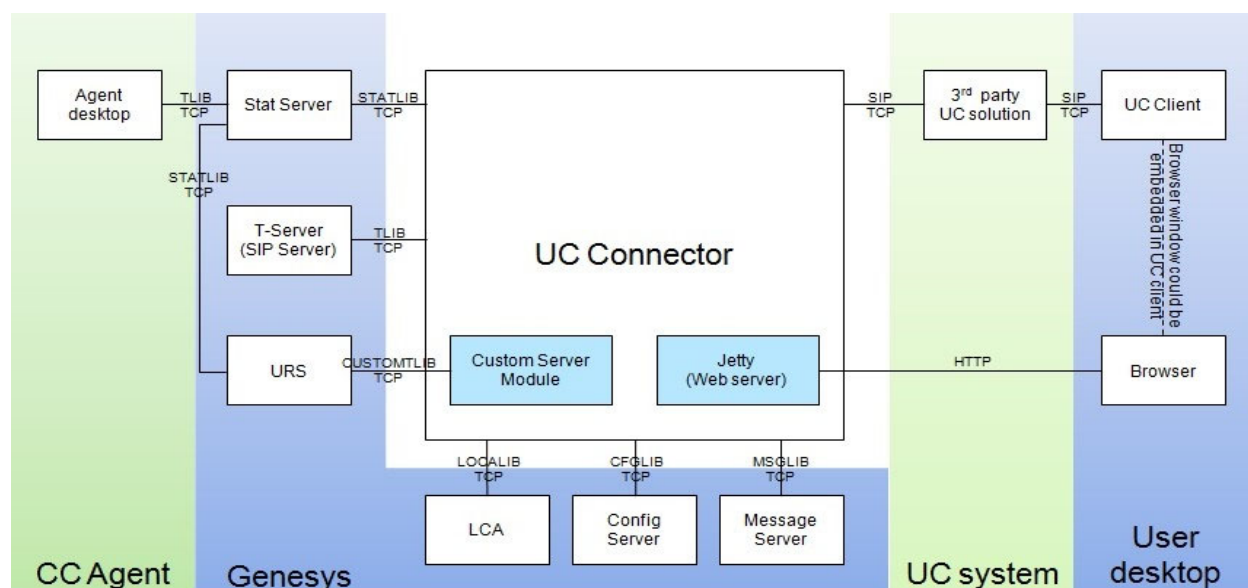 Agent
desktop
TLIB
TCP
Stat Server
STATLIB
TCP
SIP
TCP
3rd party
UC solution
SIP
TCP
UC Client
STATLIB
TCP
T-Server
(SIP Server)
TLIB
TCP
UC Connector
Browser window could be
embedded in UC client
URS
CUSTOMTLIB
TCP
Custom Server
Module
Jetty
(Web server)
HTTP
Browser
LOCALIB
TCP
CFGLIB
TCP
MSGLIB
TCP
LCA
Config
Server
Message
Server
CC Agent
Genesys
UC system
User
desktop